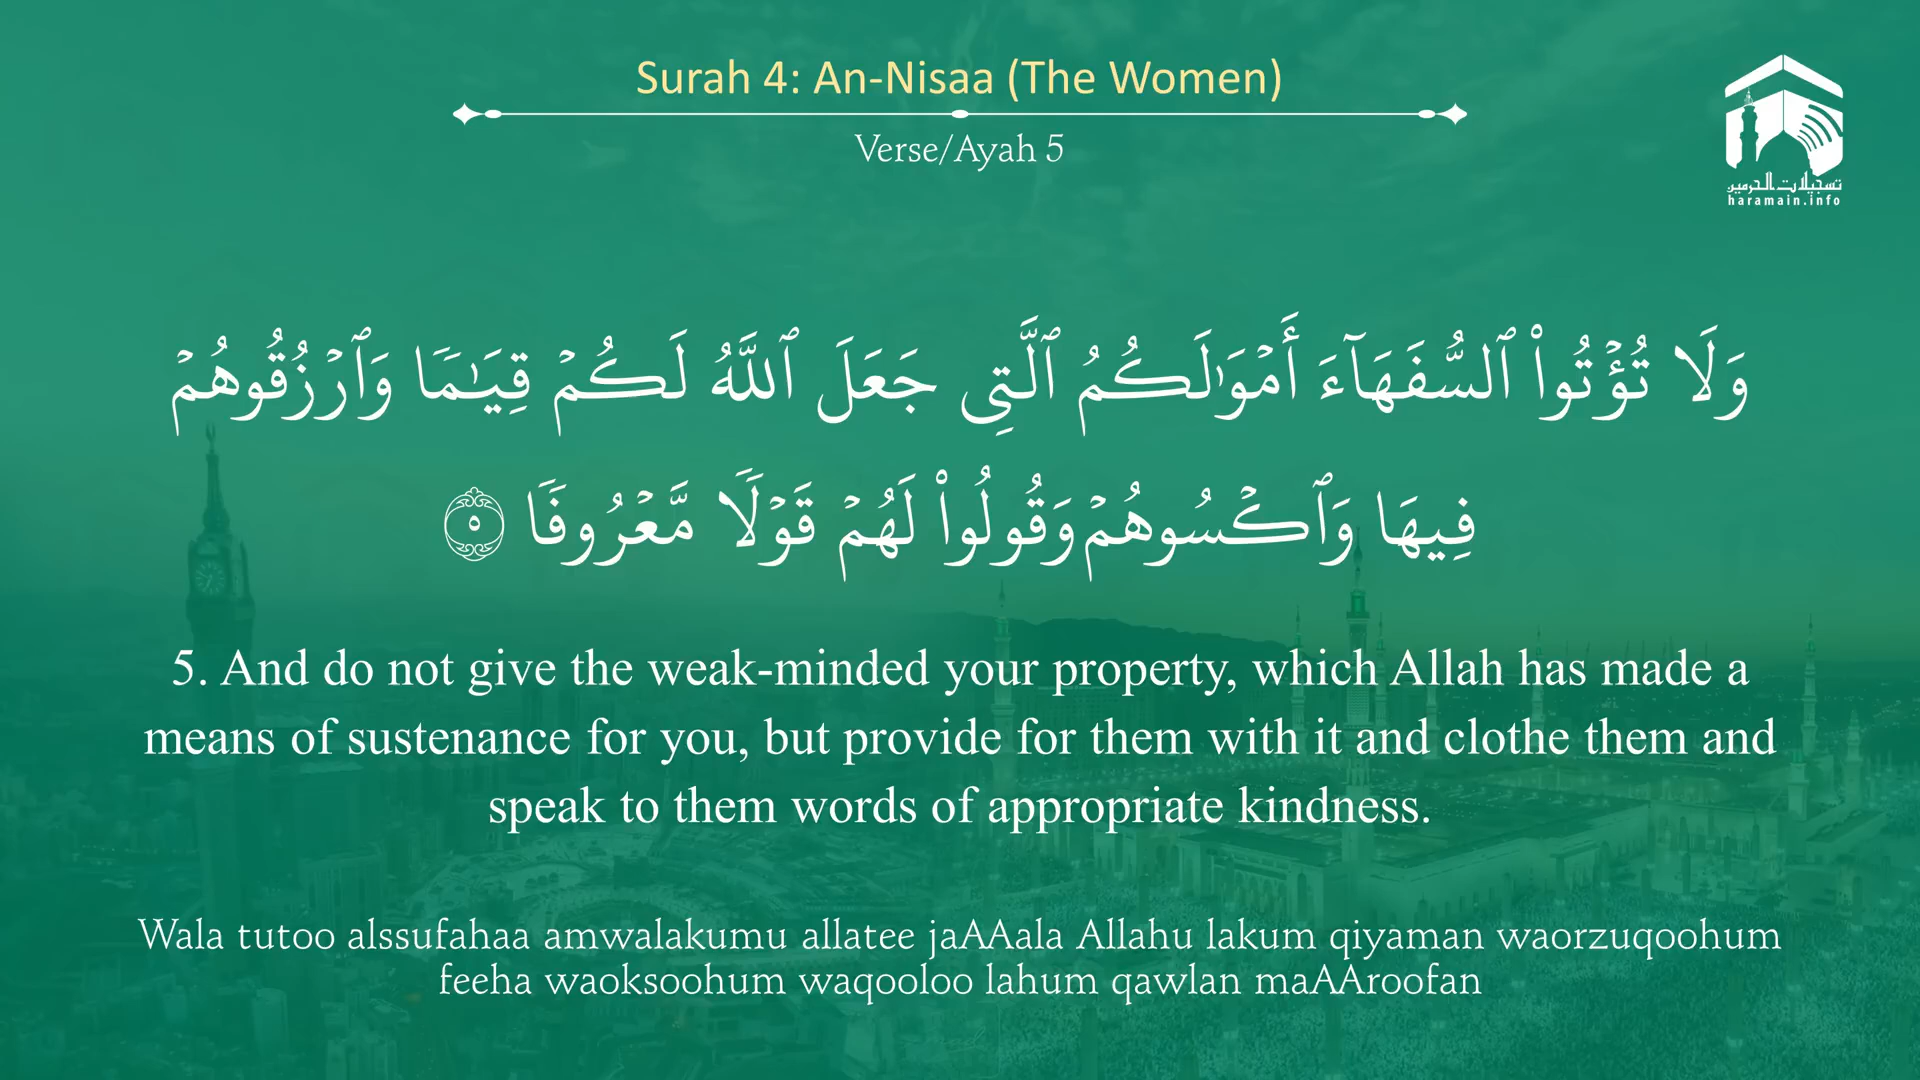 Surah 4: An-Nisaa (The Women)
Verse/Ayah 5
تسجيلات الحرمين
haramain.info
وَلَا تُؤۡتُواْ ٱلسُّفَهَآءَ أَمۡوَٰلَكُمُ ٱلَّتِي جَعَلَ ٱللَّهُ لَكُمۡ قِيَٰمٗا وَٱرۡزُقُوهُمۡ
فِيهَا وَٱكۡسُوهُمۡ وَقُولُواْ لَهُمۡ قَوۡلٗا مَّعۡرُوفٗا ٥
5. And do not give the weak-minded your property, which Allah has made a
means of sustenance for you, but provide for them with it and clothe them and
speak to them words of appropriate kindness.
Wala tutoo alssufahaa amwalakumu allatee jaAAala Allahu lakum qiyaman waorzuqoohum
feeha waoksoohum waqooloo lahum qawlan maAAroofan